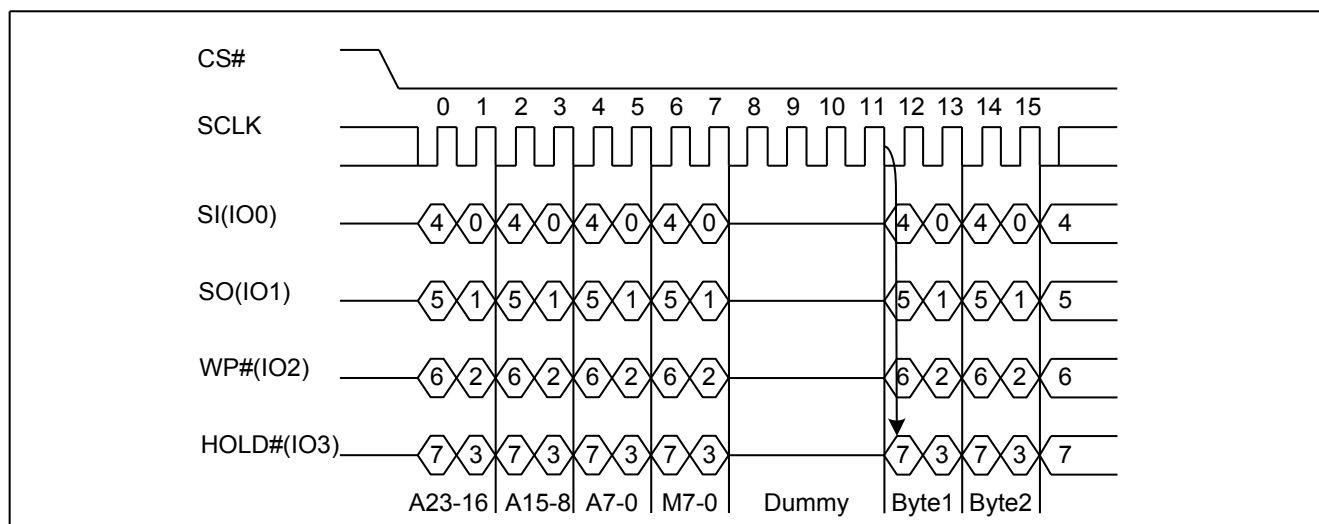 CS#
0 1 2 3 4 5 6 7 8 9 10 11 12 13 14 15
SCLK
SI(IO0) 4 0 4 0 4 0 4 0 4 0 4 0 4
SO(IO1) 5 1 5 1 5 1 5 1 5 1 5 1 5
WP#(IO2) 6 2 6 2 6 2 6 2 6 2 6 2 6
HOLD#(IO3) 7 3 7 3 7 3 7 3 7 3 7 3 7
A23-16 A15-8 A7-0 M7-0 Dummy Byte1 Byte2